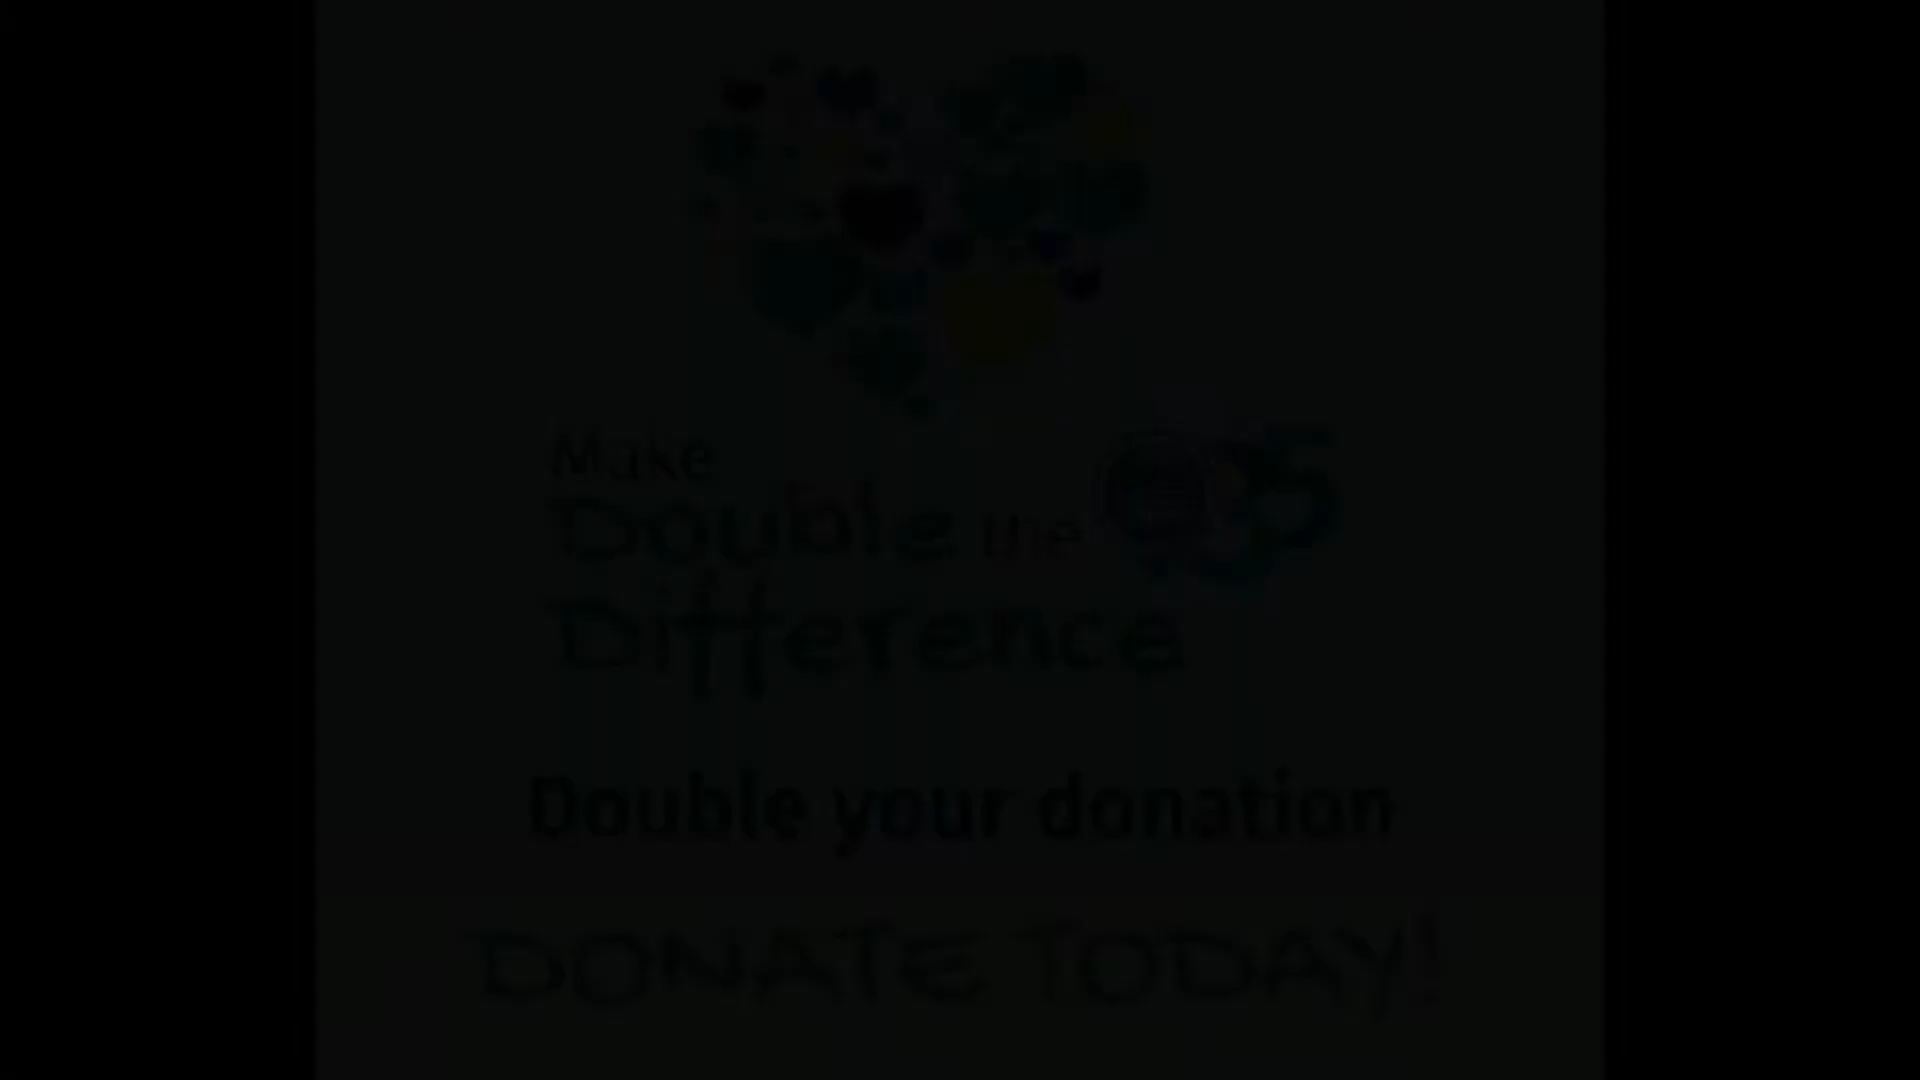 Make
Double the
Difference
Double your donation
DONATE TODAY!